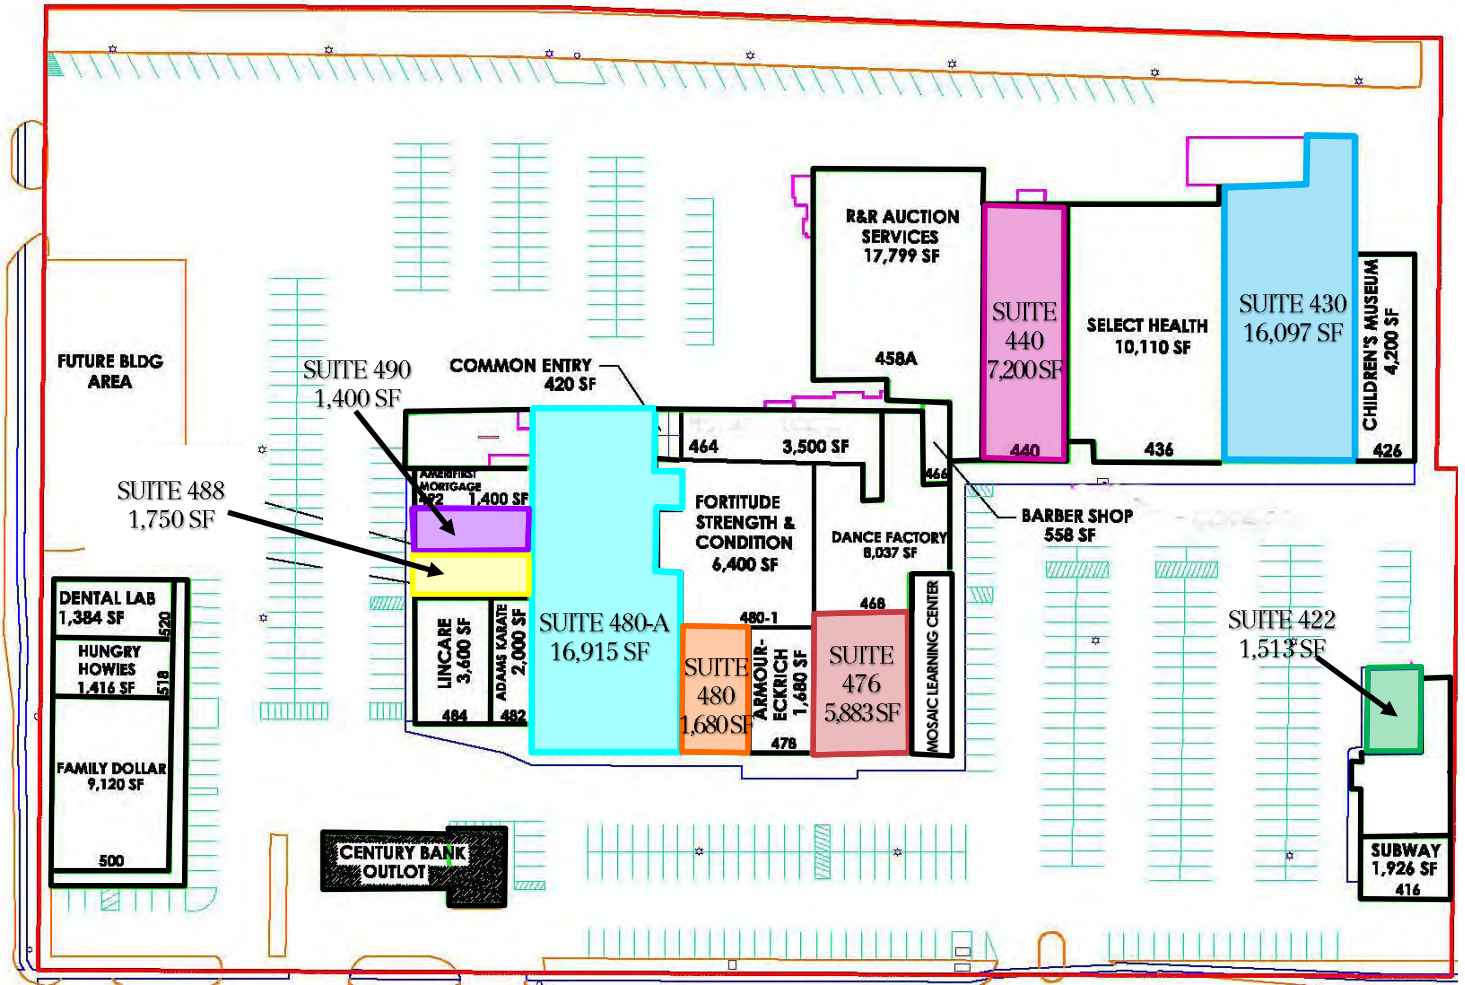 R&R AUCTION
SERVICES
17,799 SF
458A
SUITE
440
7,200 SF
440
SELECT HEALTH
10,110 SF
436
SUITE 430
16,097 SF
CHILDREN'S MUSEUM
4,200 SF
426
FUTURE BLDG
AREA
SUITE 490
1,400 SF
COMMON ENTRY
420 SF
SUITE 488
1,750 SF
AMERIFIRST
MORTGAGE
492 1,400 SF
464 3,500 SF
466
BARBER SHOP
558 SF
FORTITUDE
STRENGTH &
CONDITION
6,400 SF
480-1
DANCE FACTORY
8,037 SF
468
MOSAIC LEARNING CENTER
LINCARE
3,600 SF
484
ADAMS KARATE
2,000 SF
482
SUITE 480-A
16,915 SF
SUITE
480
1,680 SF
ARMOUR-
ECKRICH
1,680 SF
478
SUITE
476
5,883 SF
SUITE 422
1,513 SF
DENTAL LAB
1,384 SF
520
HUNGRY
HOWIES
1,416 SF
518
FAMILY DOLLAR
9,120 SF
500
CENTURY BANK
OUTLOT
SUBWAY
1,926 SF
416